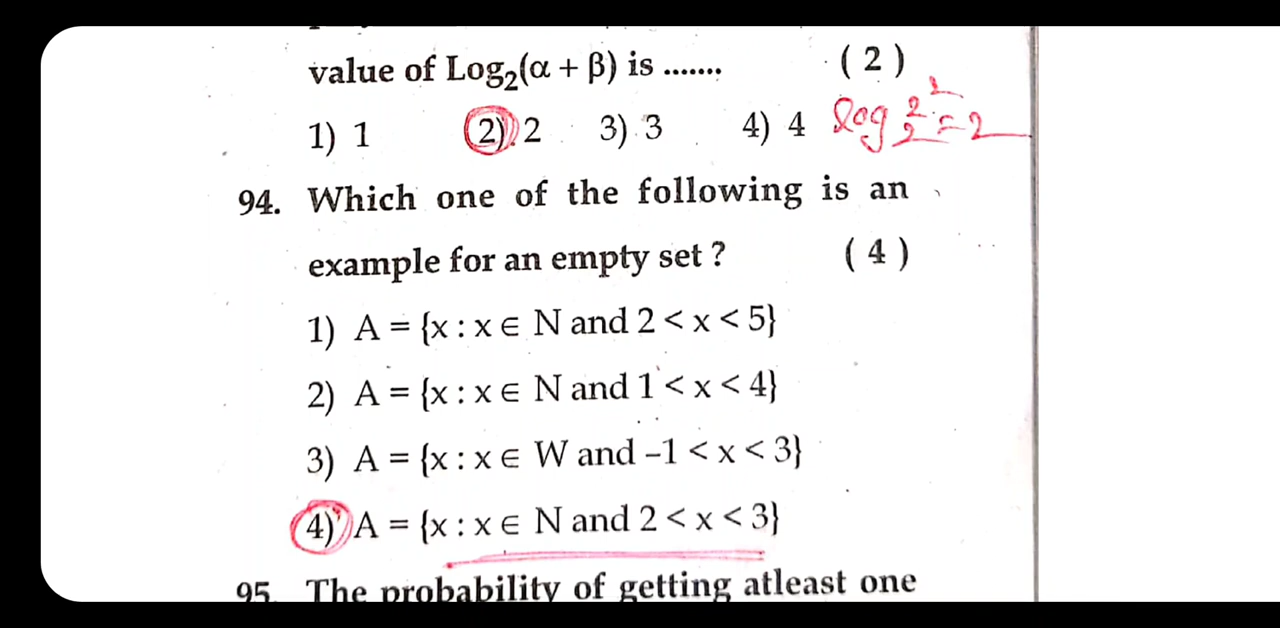 value of Log₂(α + β) is ....... ( 2 )
1) 1 2) 2 3) 3 4) 4 log₂2² = 2
94. Which one of the following is an
example for an empty set ? ( 4 )
1) A = {x : x ∈ N and 2 < x < 5}
2) A = {x : x ∈ N and 1 < x < 4}
3) A = {x : x ∈ W and –1 < x < 3}
4) A = {x : x ∈ N and 2 < x < 3}
95. The probability of getting atleast one